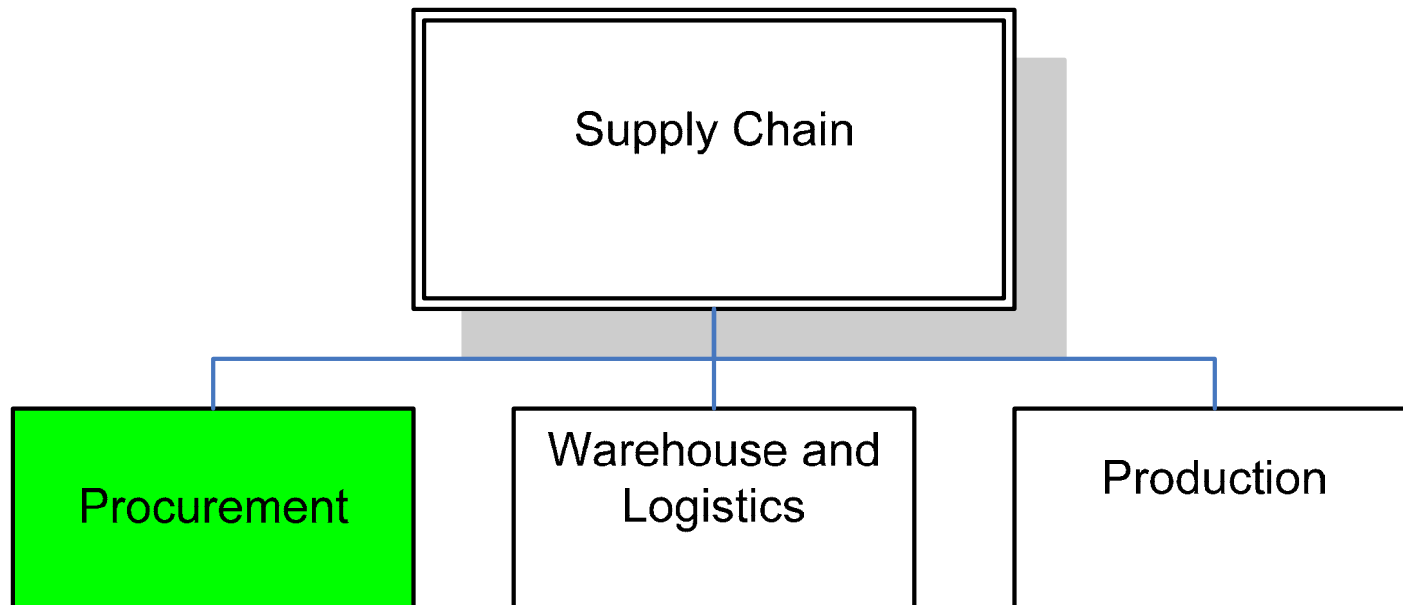 Supply Chain
Procurement
Warehouse and
Logistics
Production